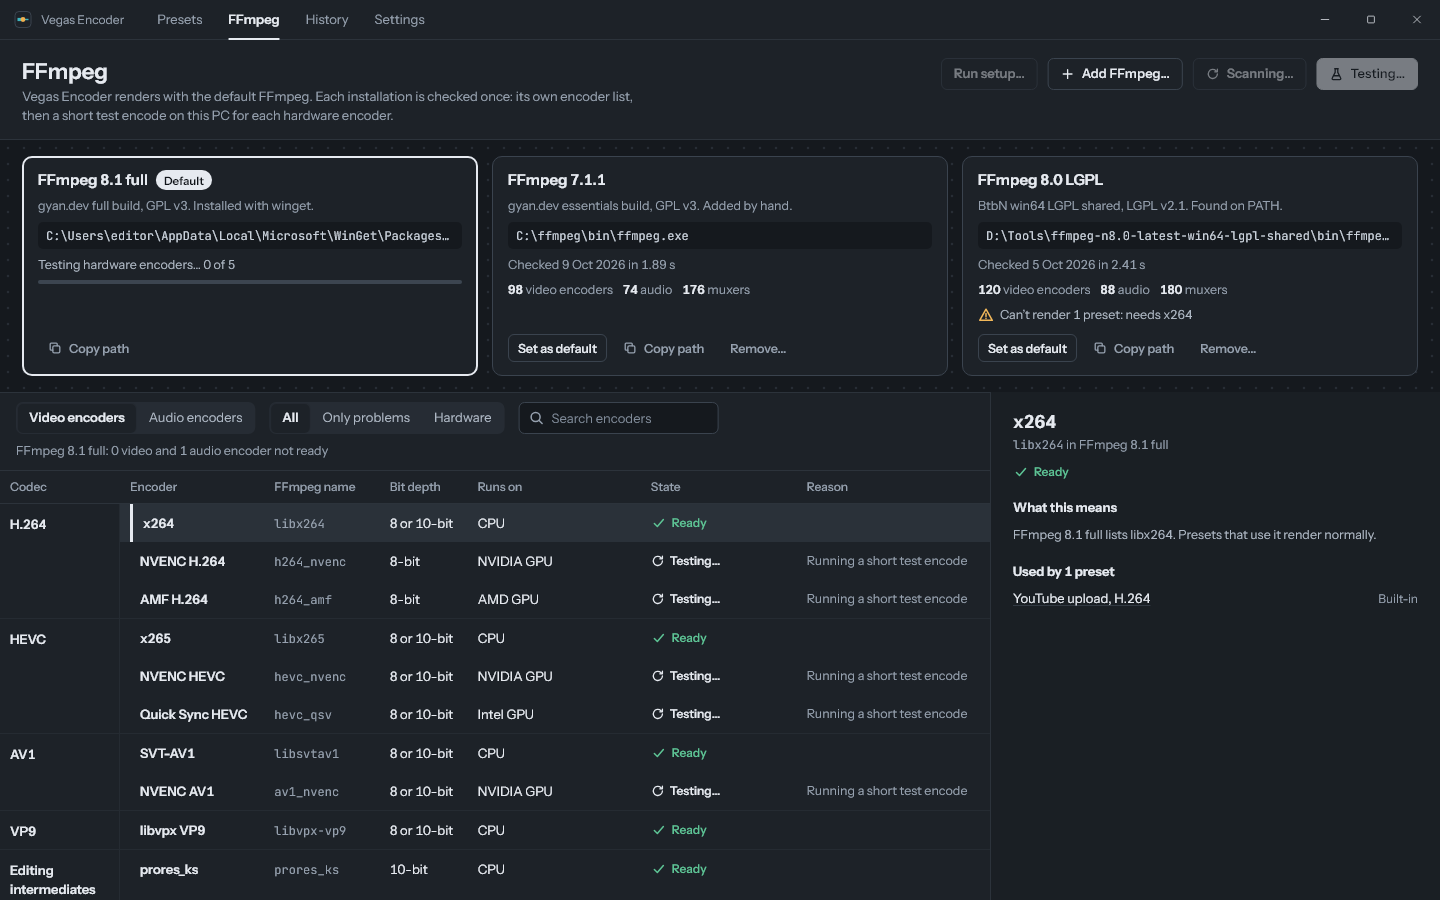 Vegas Encoder Presets FFmpeg History Settings
FFmpeg
Vegas Encoder renders with the default FFmpeg. Each installation is checked once: its own encoder list,
then a short test encode on this PC for each hardware encoder.
Run setup... Add FFmpeg... Scanning... Testing...
FFmpeg 8.1 full Default
gyan.dev full build, GPL v3. Installed with winget.
C:\Users\editor\AppData\Local\Microsoft\WinGet\Packages…
Testing hardware encoders… 0 of 5
Copy path
FFmpeg 7.1.1
gyan.dev essentials build, GPL v3. Added by hand.
C:\ffmpeg\bin\ffmpeg.exe
Checked 9 Oct 2026 in 1.89 s
98 video encoders 74 audio 176 muxers
Set as default Copy path Remove...
FFmpeg 8.0 LGPL
BtbN win64 LGPL shared, LGPL v2.1. Found on PATH.
D:\Tools\ffmpeg-n8.0-latest-win64-lgpl-shared\bin\ffmpe…
Checked 5 Oct 2026 in 2.41 s
120 video encoders 88 audio 180 muxers
Can't render 1 preset: needs x264
Set as default Copy path Remove...
Video encoders Audio encoders All Only problems Hardware Search encoders
FFmpeg 8.1 full: 0 video and 1 audio encoder not ready
Codec Encoder FFmpeg name Bit depth Runs on State Reason
H.264 x264 libx264 8 or 10-bit CPU Ready
NVENC H.264 h264_nvenc 8-bit NVIDIA GPU Testing... Running a short test encode
AMF H.264 h264_amf 8-bit AMD GPU Testing... Running a short test encode
HEVC x265 libx265 8 or 10-bit CPU Ready
NVENC HEVC hevc_nvenc 8 or 10-bit NVIDIA GPU Testing... Running a short test encode
Quick Sync HEVC hevc_qsv 8 or 10-bit Intel GPU Testing... Running a short test encode
AV1 SVT-AV1 libsvtav1 8 or 10-bit CPU Ready
NVENC AV1 av1_nvenc 8 or 10-bit NVIDIA GPU Testing... Running a short test encode
VP9 libvpx VP9 libvpx-vp9 8 or 10-bit CPU Ready
Editing intermediates prores_ks prores_ks 10-bit CPU Ready
x264
libx264 in FFmpeg 8.1 full
Ready
What this means
FFmpeg 8.1 full lists libx264. Presets that use it render normally.
Used by 1 preset
YouTube upload, H.264 Built-in